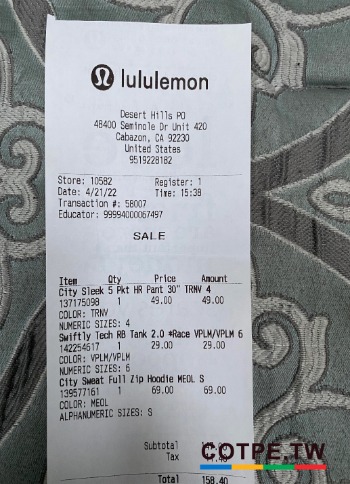 lululemon
Desert Hills PO
48400 Seminole Dr Unit 420
Cabazon, CA 92230
United States
9519228182
Store: 10582 Register: 1
Date: 4/21/22 Time: 15:38
Transaction #: 58007
Educator: 99994000067497
SALE
Item Qty Price Amount
City Sleek 5 Pkt HR Pant 30" TRNV 4
137175098 1 49.00 49.00
COLOR: TRNV
NUMERIC SIZES: 4
Swiftly Tech RB Tank 2.0 *Race VPLM/VPLM 6
142254617 1 29.00 29.00
COLOR: VPLM/VPLM
NUMERIC SIZES: 6
City Sweat Full Zip Hoodie MEOL S
139577161 1 69.00 69.00
COLOR: MEOL
ALPHANUMERIC SIZES: S
Subtotal
Tax
COTPE.TW
Total 158.40